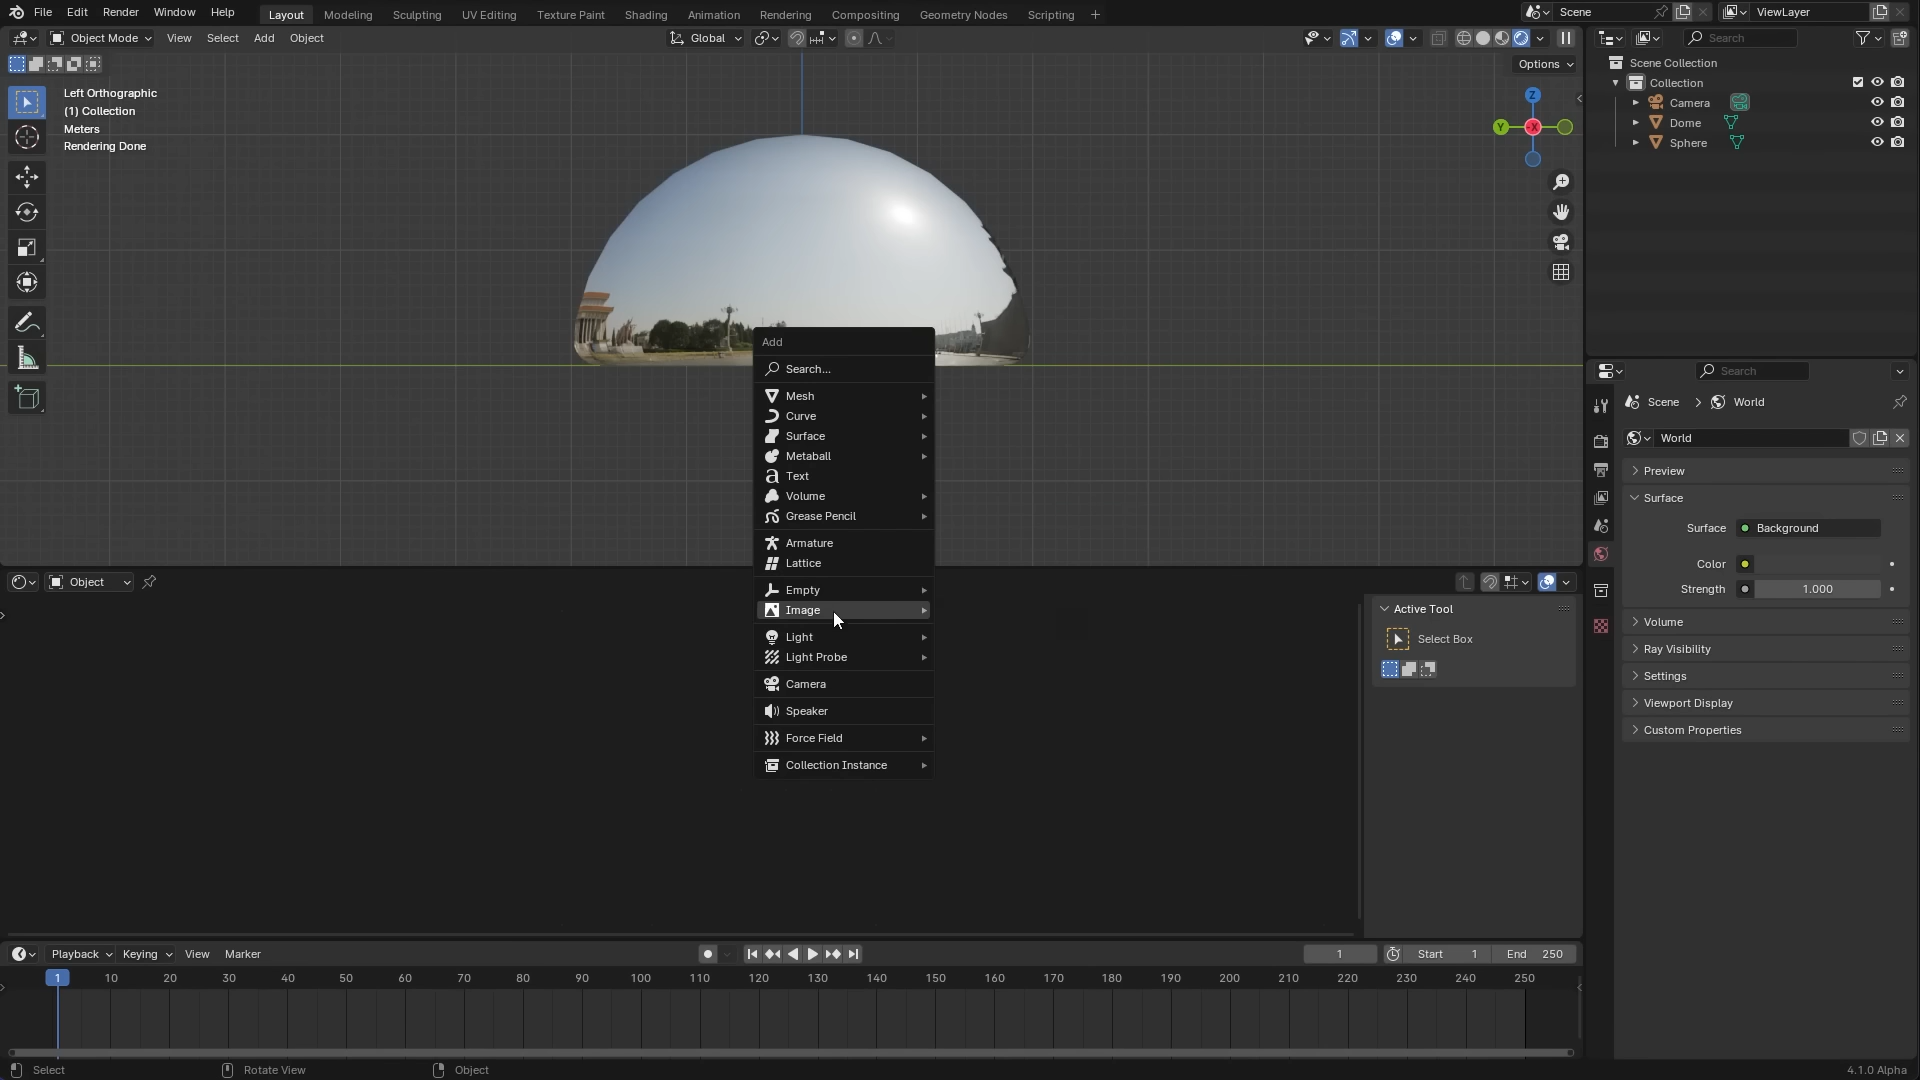 File Edit Render Window Help
Layout Modeling Sculpting UV Editing Texture Paint Shading Animation Rendering Compositing Geometry Nodes Scripting +
Scene
ViewLayer
Object Mode View Select Add Object
Global
Options
Left Orthographic
(1) Collection
Meters
Rendering Done
Z
Y
-X
Search
Scene Collection
Collection
Camera
Dome
Sphere
Add
Search...
Mesh
Curve
Surface
Metaball
Text
Volume
Grease Pencil
Armature
Lattice
Empty
Image
Light
Light Probe
Camera
Speaker
Force Field
Collection Instance
Object
Active Tool
Select Box
Search
Scene > World
World
Preview
Surface
Surface Background
Color
Strength 1.000
Volume
Ray Visibility
Settings
Viewport Display
Custom Properties
Playback Keying View Marker
1 Start 1 End 250
1 10 20 30 40 50 60 70 80 90 100 110 120 130 140 150 160 170 180 190 200 210 220 230 240 250
Select Rotate View Object 4.1.0 Alpha